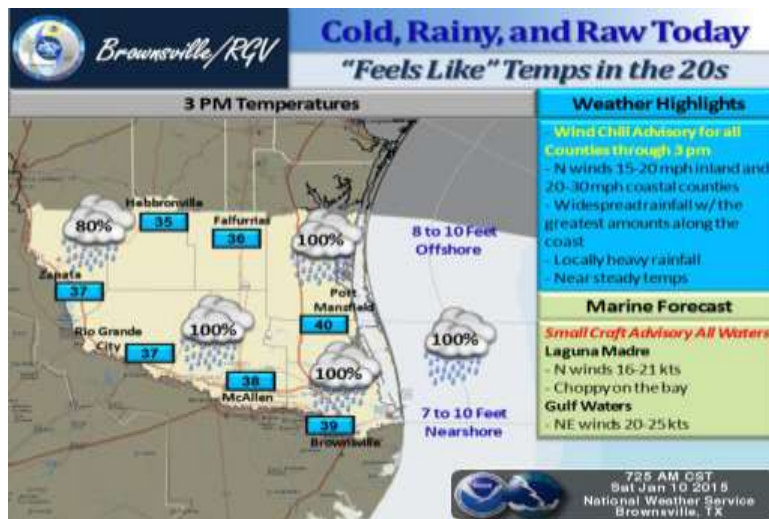 Brownsville/RGV
Cold, Rainy, and Raw Today
"Feels Like" Temps in the 20s
3 PM Temperatures
Hebbronville
35
80%
Falfurrias
36
100%
Zapata
37
Port
Mansfield
40
Rio Grande
City
37
100%
38
McAllen
100%
39
Brownsville
8 to 10 Feet
Offshore
100%
7 to 10 Feet
Nearshore
Weather Highlights
- Wind Chill Advisory for all
Counties through 3 pm
- N winds 15-20 mph inland and
20-30 mph coastal counties
- Widespread rainfall w/ the
greatest amounts along the
coast
- Locally heavy rainfall
- Near steady temps
Marine Forecast
Small Craft Advisory All Waters
Laguna Madre
- N winds 16-21 kts
- Choppy on the bay
Gulf Waters
- NE winds 20-25 kts
725 AM CST
Sat Jan 10 2015
National Weather Service
Brownsville, TX